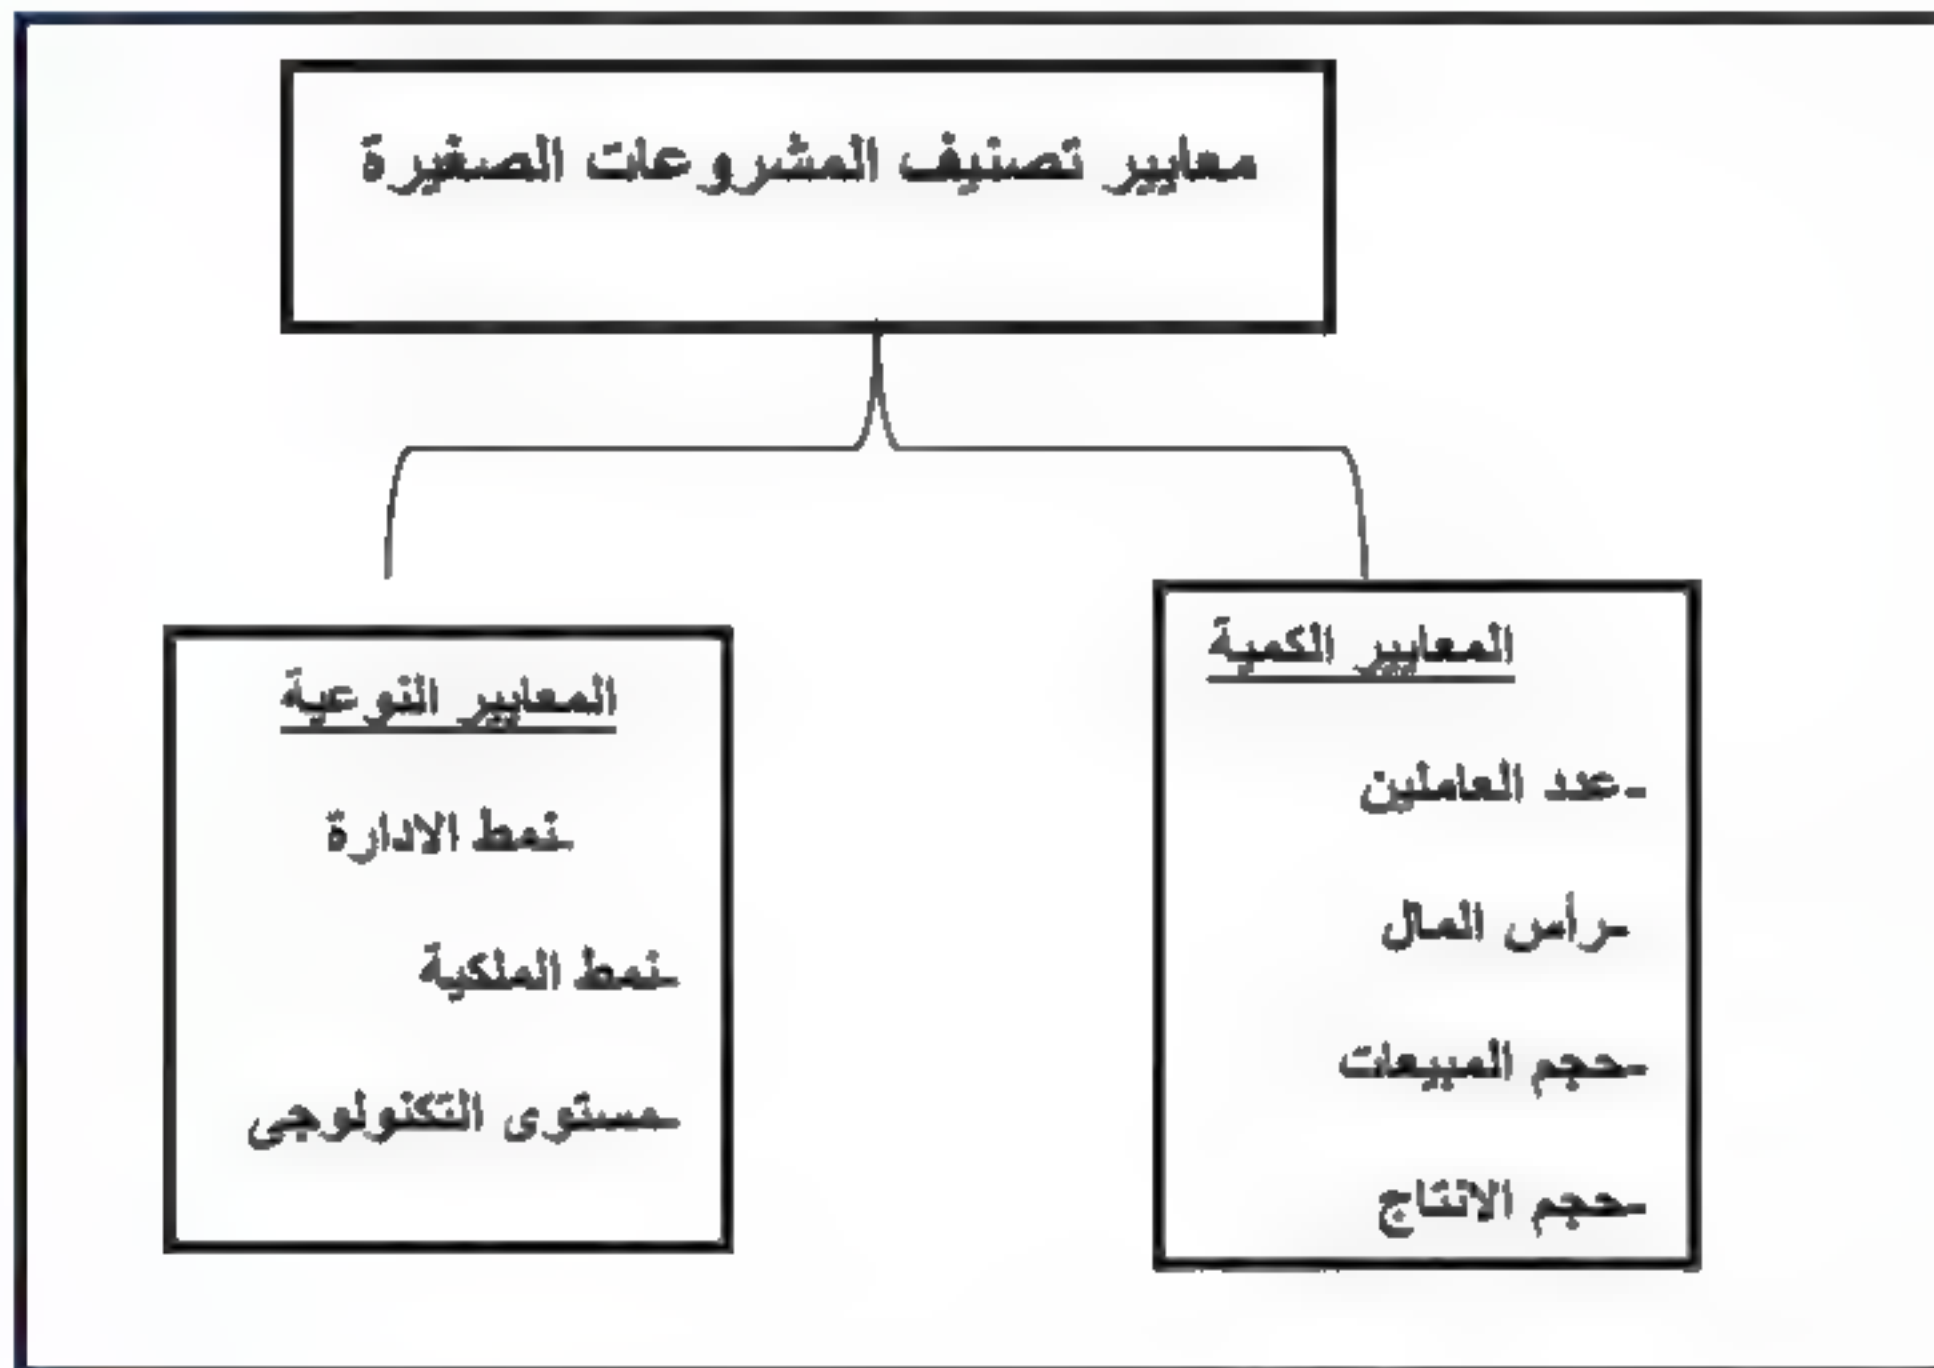 معايير تصنيف المشروعات الصغيرة
المعايير الكمية
-عدد العاملين
-رأس المال
-حجم المبيعات
-حجم الانتاج
المعايير النوعية
-نمط الادارة
-نمط الملكية
-مستوى التكنولوجى